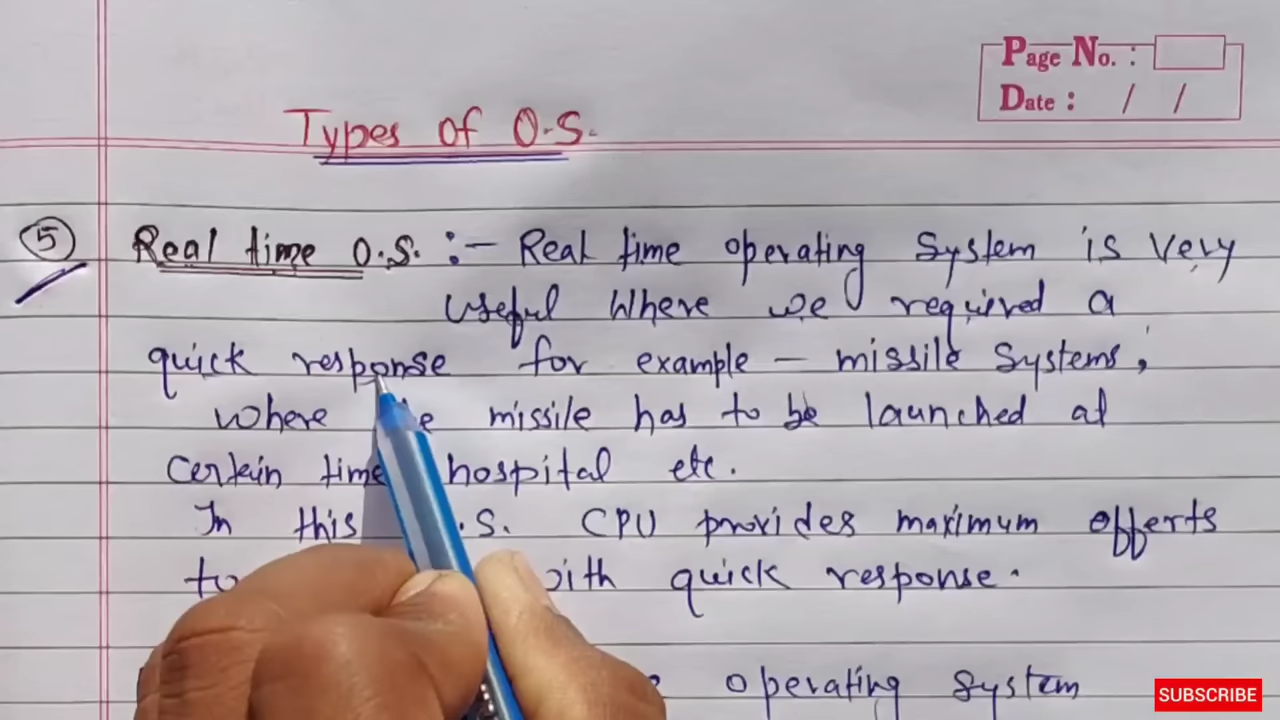 Page No. :
Date : / /
Types of O.S.
5 Real time O.S. :- Real time operating System is very
useful where we required a
quick response for example - missile Systems,
where missile has to be launched at
Certain time hospital etc.
In this .S. CPU provides maximum efferts
to with quick response.
operating System
SUBSCRIBE